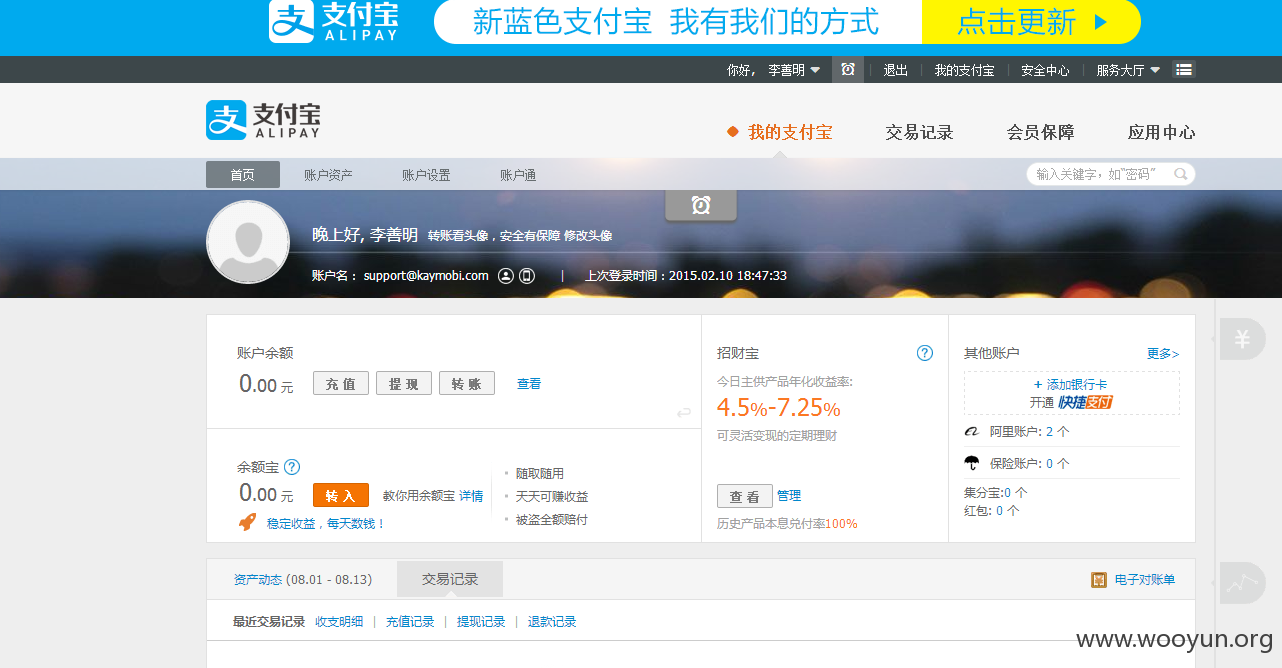 支付宝 ALIPAY 新蓝色支付宝 我有我们的方式 点击更新
你好， 李善明 退出 我的支付宝 安全中心 服务大厅
支付宝 ALIPAY 我的支付宝 交易记录 会员保障 应用中心
首页 账户资产 账户设置 账户通 输入关键字，如"密码"
晚上好, 李善明 转账看头像，安全有保障 修改头像
账户名： support@kaymobi.com | 上次登录时间：2015.02.10 18:47:33
账户余额
0.00 元 充值 提现 转账 查看
余额宝 ?
0.00 元 转入 教你用余额宝 详情
稳定收益，每天数钱！
随取随用
天天可赚收益
被盗全额赔付
招财宝 ?
今日主供产品年化收益率:
4.5%-7.25%
可灵活变现的定期理财
查看 管理
历史产品本息兑付率100%
其他账户 更多>
+ 添加银行卡
开通 快捷支付
阿里账户: 2 个
保险账户: 0 个
集分宝:0 个
红包: 0 个
¥
资产动态 (08.01 - 08.13) 交易记录 电子对账单
最近交易记录 收支明细 | 充值记录 | 提现记录 | 退款记录
www.wooyun.org